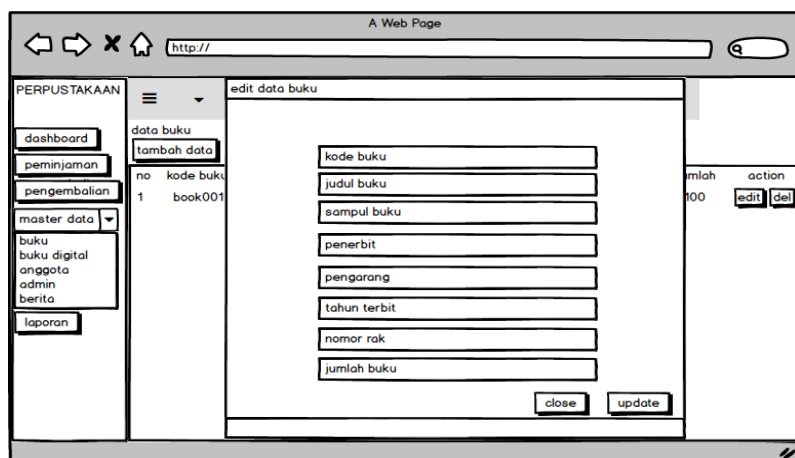 A Web Page
http://
PERPUSTAKAAN
dashboard
peminjaman
pengembalian
master data
buku
buku digital
anggota
admin
berita
laporan
data buku
tambah data
no kode buku mlah action
1 book001 100 edit del
edit data buku
kode buku
judul buku
sampul buku
penerbit
pengarang
tahun terbit
nomor rak
jumlah buku
close update